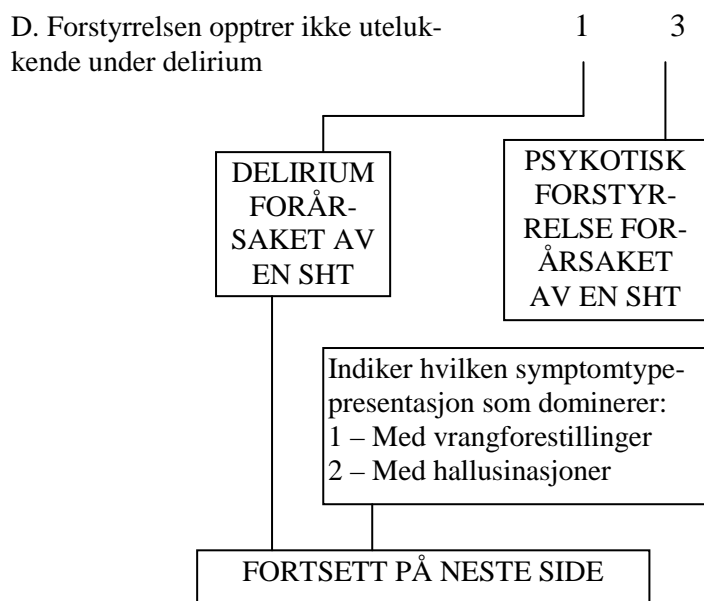 D. Forstyrrelsen opptrer ikke uteluk-
kende under delirium
1 3
DELIRIUM
FORÅR-
SAKET AV
EN SHT
PSYKOTISK
FORSTYR-
RELSE FOR-
ÅRSAKET
AV EN SHT
Indiker hvilken symptomtype-
presentasjon som dominerer:
1 – Med vrangforestillinger
2 – Med hallusinasjoner
FORTSETT PÅ NESTE SIDE